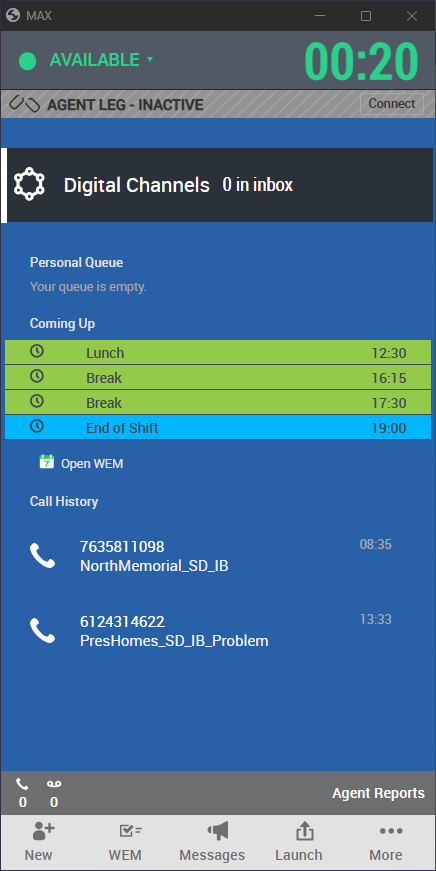 MAX
AVAILABLE
00:20
AGENT LEG - INACTIVE
Connect
Digital Channels 0 in inbox
Personal Queue
Your queue is empty.
Coming Up
Lunch 12:30
Break 16:15
Break 17:30
End of Shift 19:00
7 Open WEM
Call History
7635811098 08:35
NorthMemorial_SD_IB
6124314622 13:33
PresHomes_SD_IB_Problem
0 0
Agent Reports
New WEM Messages Launch More